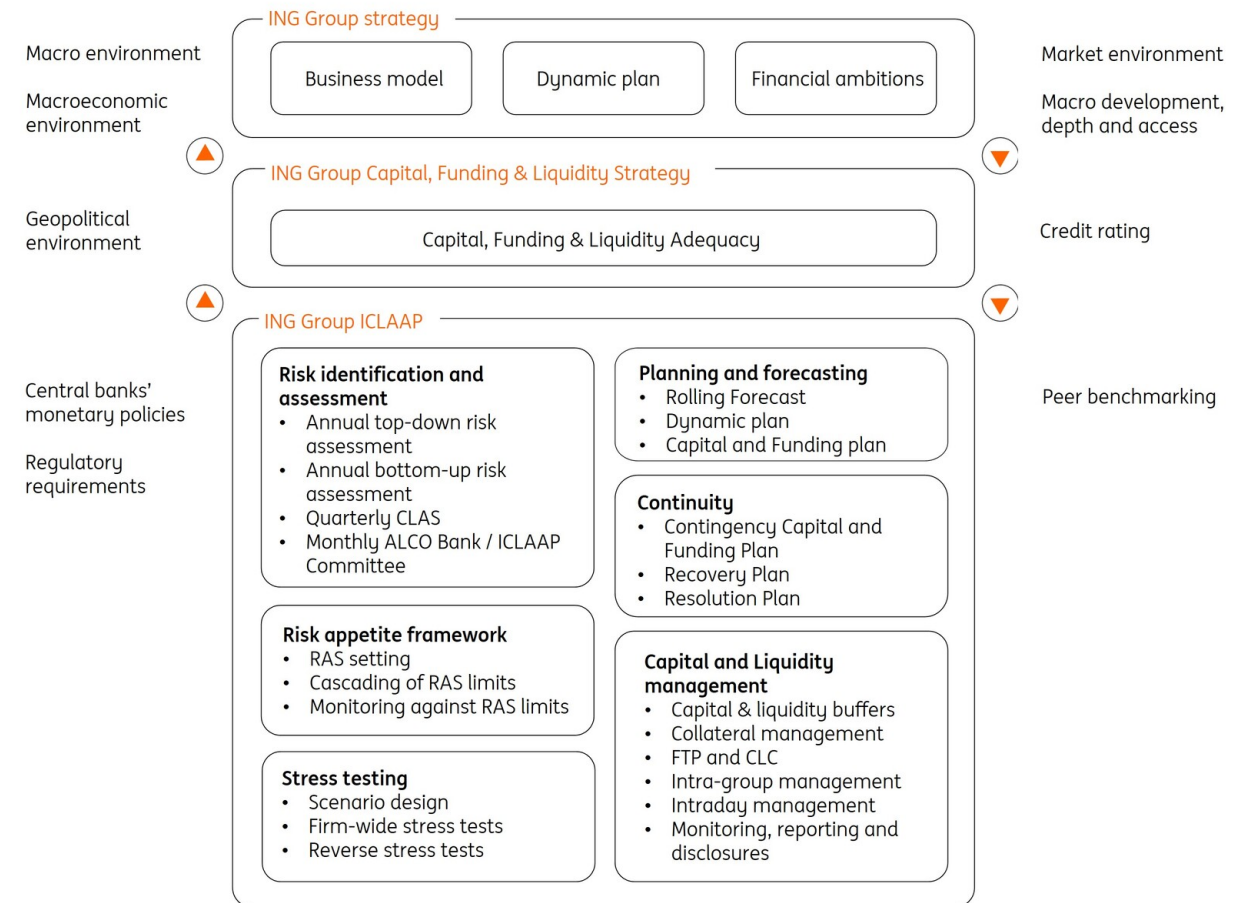 ING Group strategy
Macro environment
Macroeconomic
environment
Business model
Dynamic plan
Financial ambitions
Market environment
Macro development,
depth and access
ING Group Capital, Funding & Liquidity Strategy
Geopolitical
environment
Capital, Funding & Liquidity Adequacy
Credit rating
ING Group ICLAAP
Central banks’
monetary policies
Regulatory
requirements
Risk identification and
assessment
• Annual top-down risk
assessment
• Annual bottom-up risk
assessment
• Quarterly CLAS
• Monthly ALCO Bank / ICLAAP
Committee
Risk appetite framework
• RAS setting
• Cascading of RAS limits
• Monitoring against RAS limits
Stress testing
• Scenario design
• Firm-wide stress tests
• Reverse stress tests
Planning and forecasting
• Rolling Forecast
• Dynamic plan
• Capital and Funding plan
Continuity
• Contingency Capital and
Funding Plan
• Recovery Plan
• Resolution Plan
Capital and Liquidity
management
• Capital & liquidity buffers
• Collateral management
• FTP and CLC
• Intra-group management
• Intraday management
• Monitoring, reporting and
disclosures
Peer benchmarking